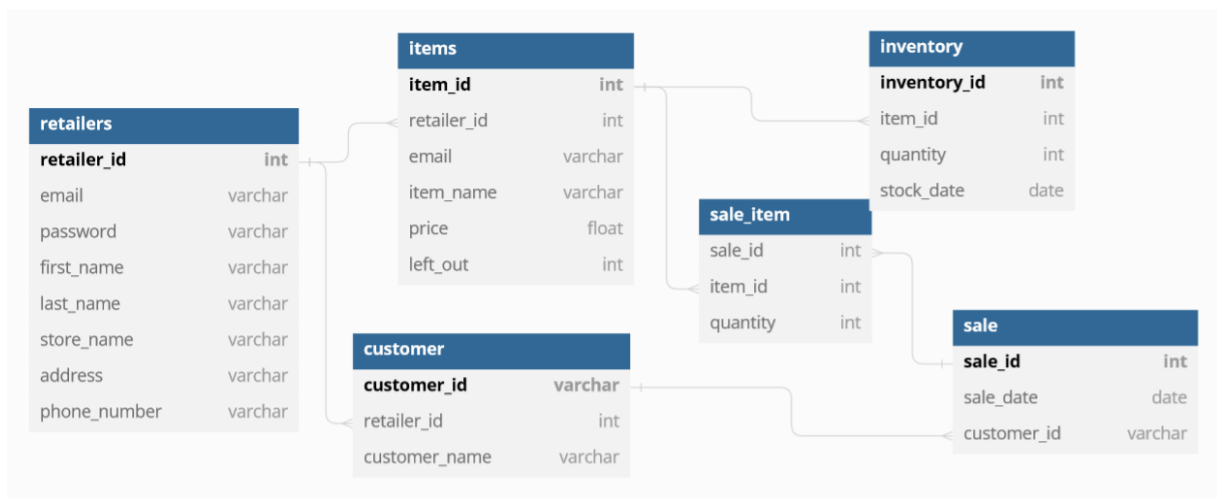 retailers
retailer_id int
email varchar
password varchar
first_name varchar
last_name varchar
store_name varchar
address varchar
phone_number varchar
items
item_id int
retailer_id int
email varchar
item_name varchar
price float
left_out int
customer
customer_id varchar
retailer_id int
customer_name varchar
sale_item
sale_id int
item_id int
quantity int
inventory
inventory_id int
item_id int
quantity int
stock_date date
sale
sale_id int
sale_date date
customer_id varchar